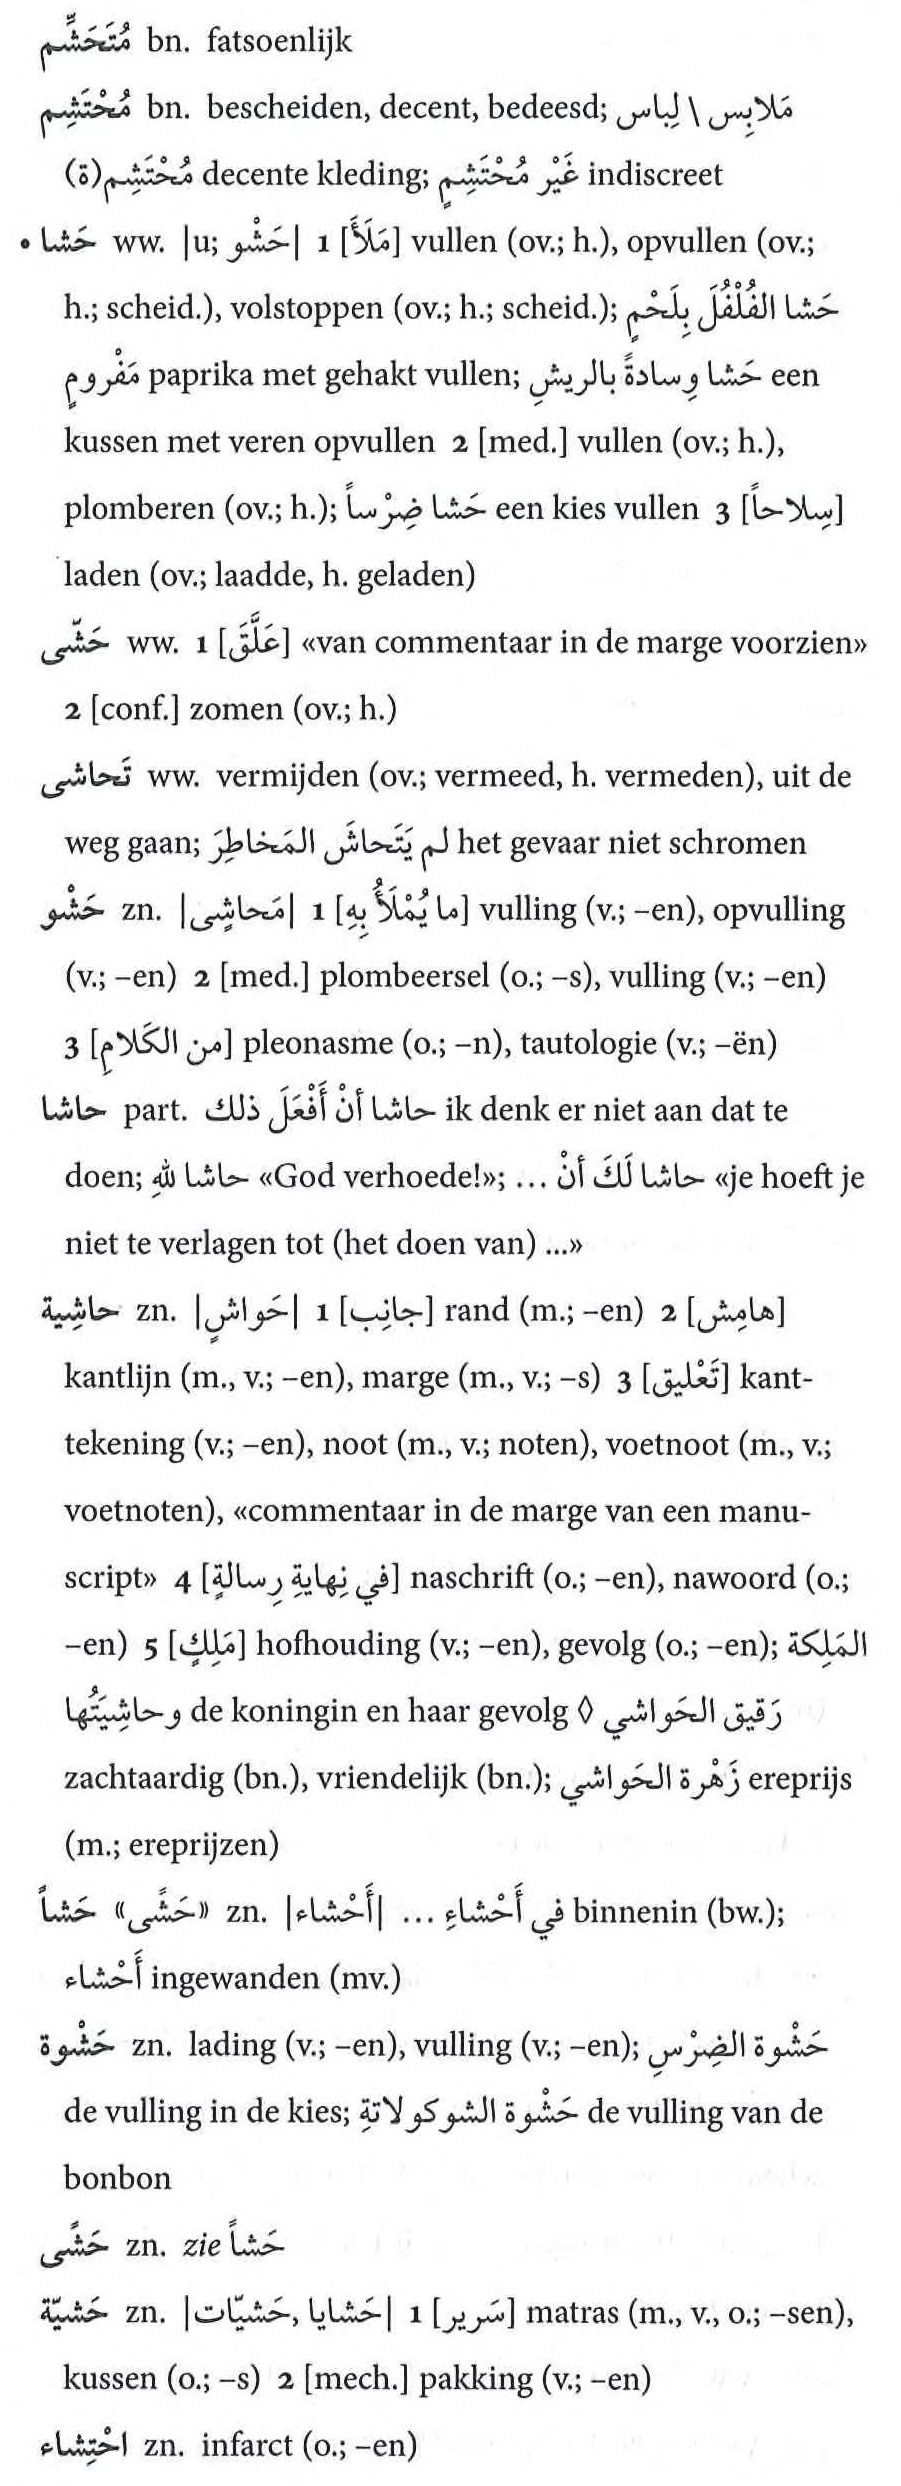 مُتَحَشِّم bn. fatsoenlijk
مُحْتَشِم bn. bescheiden, decent, bedeesd; مَلابِس \ لِباس
مُحْتَشِم(ة) decente kleding; غَيْر مُحْتَشِمٍ indiscreet
• حَشا ww. |u; حَشْو| 1 [مَلَأَ] vullen (ov.; h.), opvullen (ov.;
h.; scheid.), volstoppen (ov.; h.; scheid.); حَشا الفُلْفُلَ بِلَحْمٍ
مَفْرومٍ paprika met gehakt vullen; حَشا وِسادةً بالريشِ een
kussen met veren opvullen 2 [med.] vullen (ov.; h.),
plomberen (ov.; h.); حَشا ضِرْساً een kies vullen 3 [سِلاحاً]
laden (ov.; laadde, h. geladen)
حَشّى ww. 1 [عَلَّقَ] «van commentaar in de marge voorzien»
2 [conf.] zomen (ov.; h.)
تَحاشى ww. vermijden (ov.; vermeed, h. vermeden), uit de
weg gaan; لم يَتَحاشَ المَخاطِرَ het gevaar niet schromen
حَشْو zn. |مَحاشٍى| 1 [ما يُمْلَأُ بِهِ] vulling (v.; –en), opvulling
(v.; –en) 2 [med.] plombeersel (o.; –s), vulling (v.; –en)
3 [من الكَلامِ] pleonasme (o.; –n), tautologie (v.; –ën)
حاشا part. حاشا أنْ أَفْعَلَ ذلك ik denk er niet aan dat te
doen; حاشا للهِ «God verhoede!»; حاشا لَكَ أنْ ... «je hoeft je
niet te verlagen tot (het doen van) ...»
حاشِية zn. |حَواشٍ| 1 [جانِب] rand (m.; –en) 2 [هامِش]
kantlijn (m., v.; –en), marge (m., v.; –s) 3 [تَعْليق] kant-
tekening (v.; –en), noot (m., v.; noten), voetnoot (m., v.;
voetnoten), «commentaar in de marge van een manu-
script» 4 [في نِهايةِ رِسالةٍ] naschrift (o.; –en), nawoord (o.;
–en) 5 [مَلِكٍ] hofhouding (v.; –en), gevolg (o.; –en); المَلِكة
وحاشِيَتُها de koningin en haar gevolg ◊ رَقيق الحَواشي
zachtaardig (bn.), vriendelijk (bn.); زَهْرة الحَواشي ereprijs
(m.; ereprijzen)
حَشاً «حَشًى» zn. |أَحْشاء| في أَحْشاءِ ... binnenin (bw.);
أَحْشاء ingewanden (mv.)
حَشْوة zn. lading (v.; –en), vulling (v.; –en); حَشْوة الضِرْسِ
de vulling in de kies; حَشْوة الشوكولاتةِ de vulling van de
bonbon
حَشًى zn. zie حَشاً
حَشيّة zn. |حَشايا, حَشيّات| 1 [سَرير] matras (m., v., o.; –sen),
kussen (o.; –s) 2 [mech.] pakking (v.; –en)
احْتِشاء zn. infarct (o.; –en)